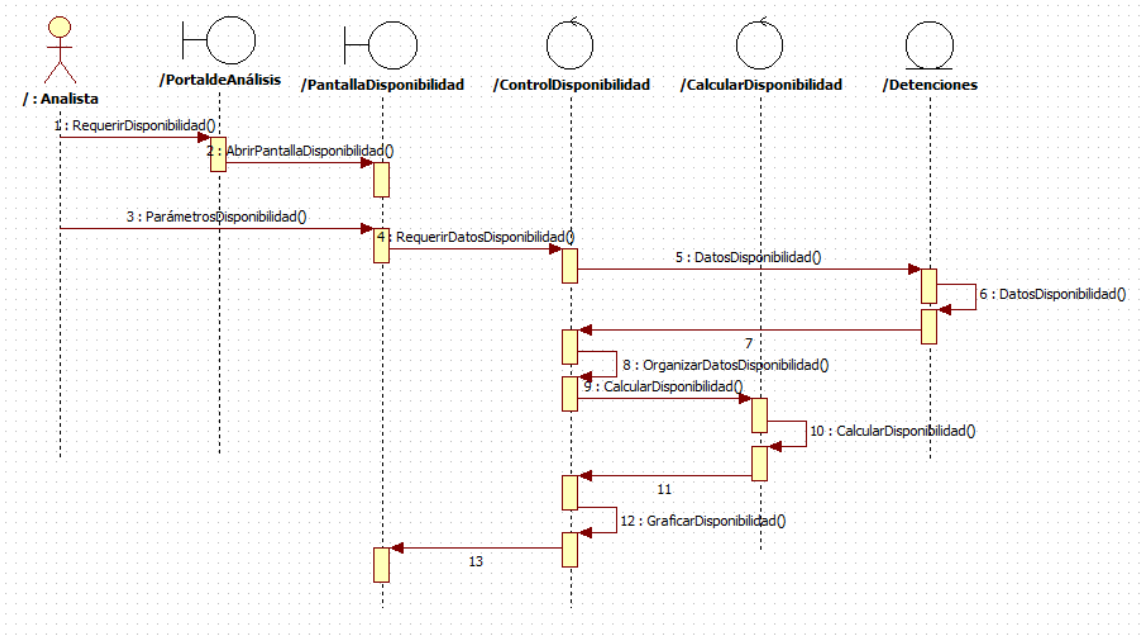 / : Analista
/PortaldeAnálisis
/PantallaDisponibilidad
/ControlDisponibilidad
/CalcularDisponibilidad
/Detenciones
1 : RequerirDisponibilidad()
2 : AbrirPantallaDisponibilidad()
3 : ParámetrosDisponibilidad()
4 : RequerirDatosDisponibilidad()
5 : DatosDisponibilidad()
6 : DatosDisponibilidad()
7
8 : OrganizarDatosDisponibilidad()
9 : CalcularDisponibilidad()
10 : CalcularDisponibilidad()
11
12 : GraficarDisponibilidad()
13